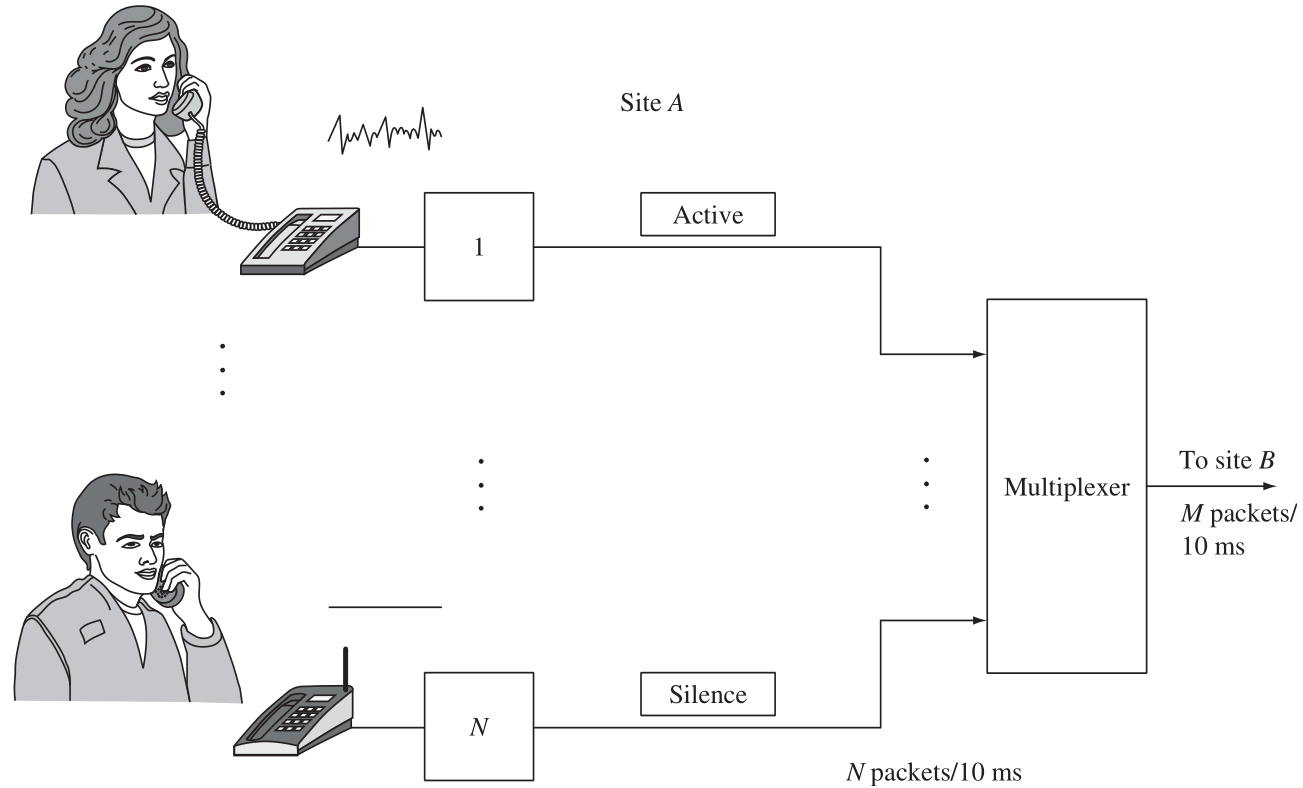 Site A
1
Active
Multiplexer
To site B
M packets/
10 ms
N
Silence
N packets/10 ms